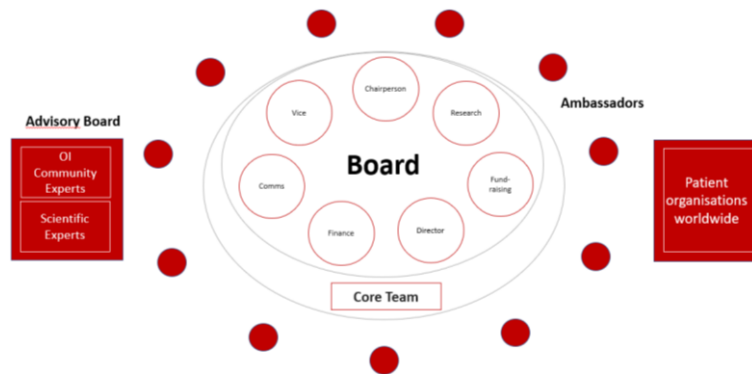 Chairperson
Vice
Research
Ambassadors
Advisory Board
OI
Community
Experts
Scientific
Experts
Board
Comms
Fund-
raising
Patient
organisations
worldwide
Finance
Director
Core Team